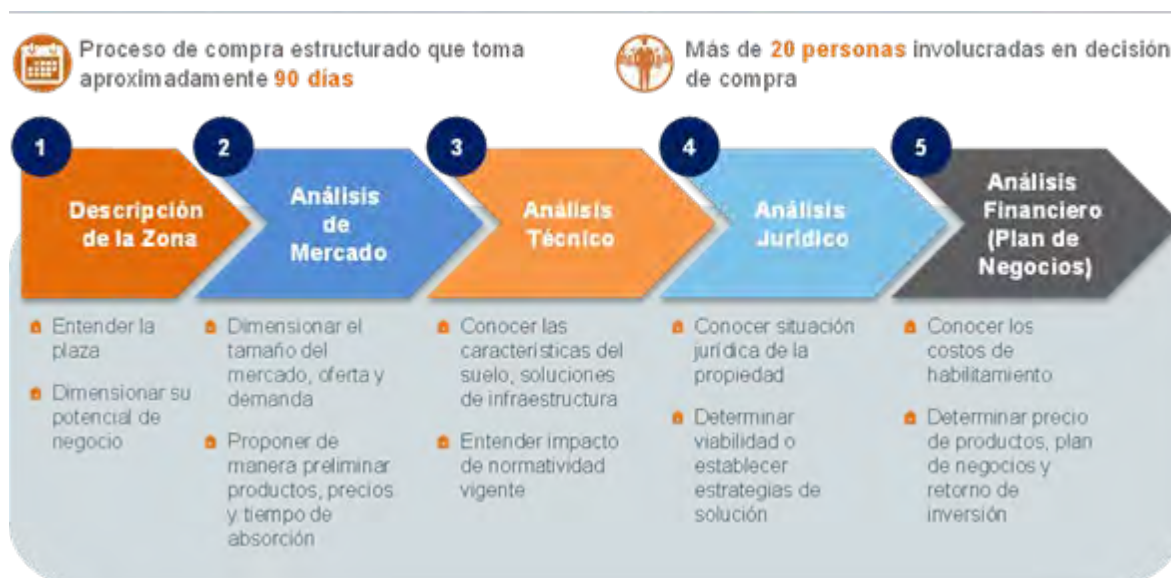 Proceso de compra estructurado que toma
aproximadamente 90 días
Más de 20 personas involucradas en decisión
de compra
1
Descripción
de la Zona
Entender la
plaza
Dimensionar su
potencial de
negocio
2
Análisis
de
Mercado
Dimensionar el
tamaño del
mercado, oferta y
demanda
Proponer de
manera preliminar
productos, precios
y tiempo de
absorción
3
Análisis
Técnico
Conocer las
características del
suelo, soluciones
de infraestructura
Entender impacto
de normatividad
vigente
4
Análisis
Jurídico
Conocer situación
jurídica de la
propiedad
Determinar
viabilidad o
establecer
estrategias de
solución
5
Análisis
Financiero
(Plan de
Negocios)
Conocer los
costos de
habilitamiento
Determinar precio
de productos, plan
de negocios y
retorno de
inversión